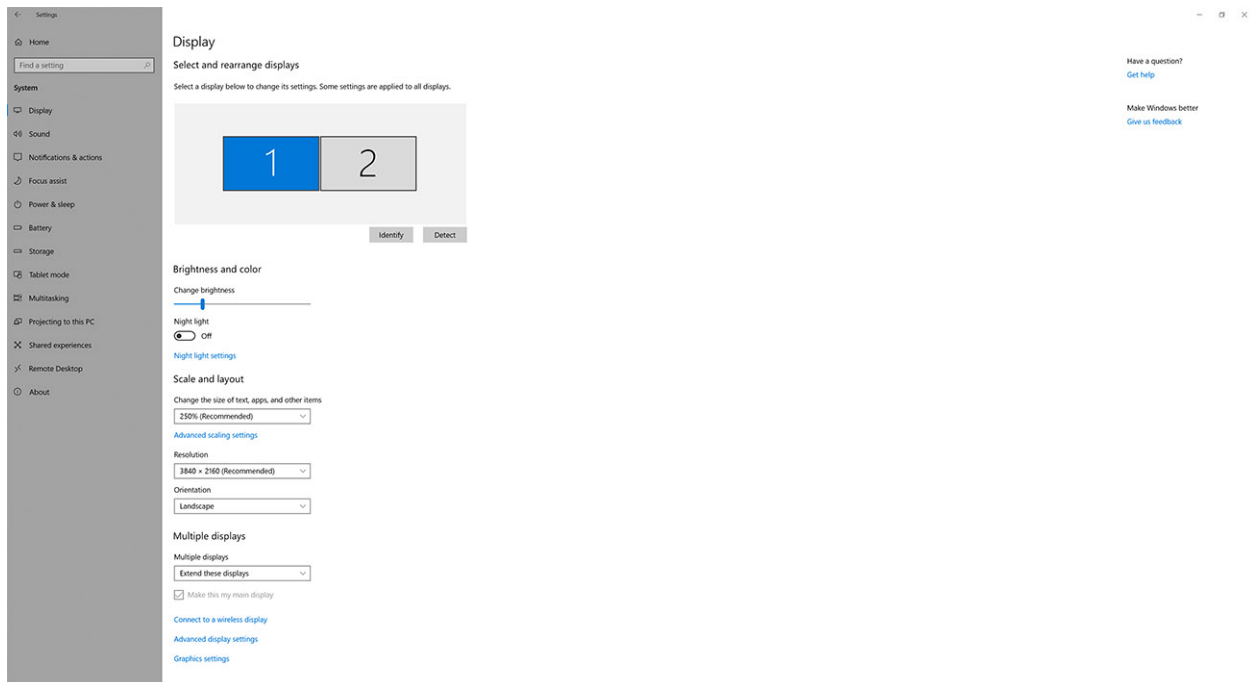 Settings
Home
Find a setting
System
Display
Sound
Notifications & actions
Focus assist
Power & sleep
Battery
Storage
Tablet mode
Multitasking
Projecting to this PC
Shared experiences
Remote Desktop
About
Display
Select and rearrange displays
Select a display below to change its settings. Some settings are applied to all displays.
1
2
Identify
Detect
Brightness and color
Change brightness
Night light
Off
Night light settings
Scale and layout
Change the size of text, apps, and other items
250% (Recommended)
Advanced scaling settings
Resolution
3840 × 2160 (Recommended)
Orientation
Landscape
Multiple displays
Multiple displays
Extend these displays
Make this my main display
Connect to a wireless display
Advanced display settings
Graphics settings
Have a question?
Get help
Make Windows better
Give us feedback